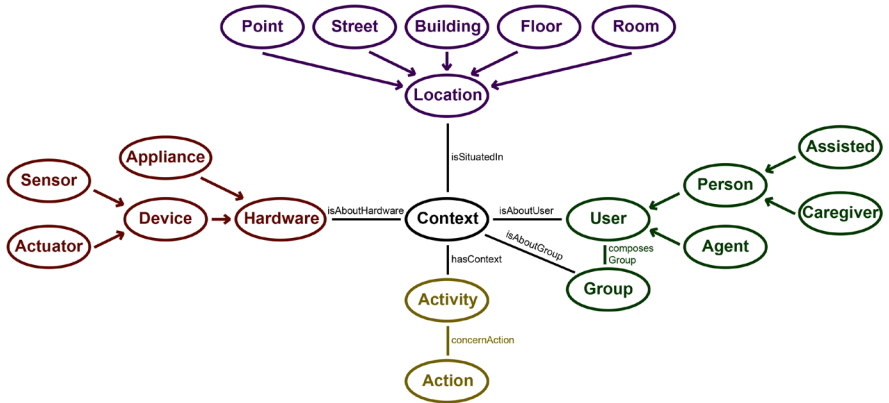 Point
Street
Building
Floor
Room
Location
isSituatedIn
Appliance
Sensor
Device
Hardware
Actuator
isAboutHardware
Context
isAboutUser
User
Person
Assisted
Caregiver
Agent
isAboutGroup
composes
Group
Group
hasContext
Activity
concernAction
Action